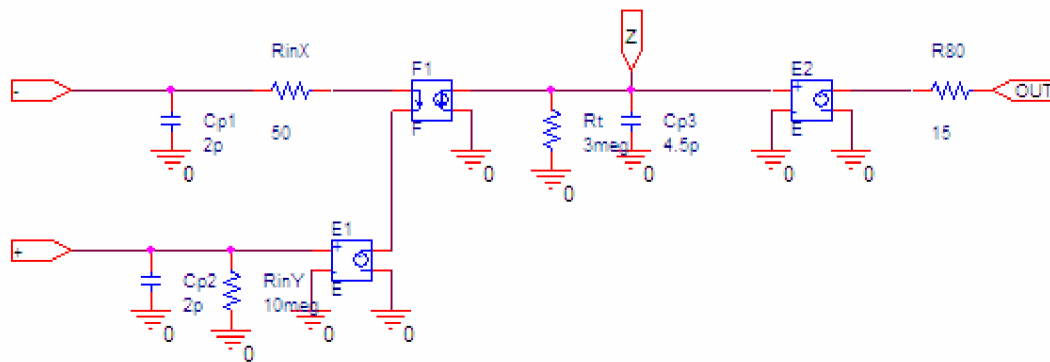 Z
RinX
F1
E2
R80
-
+
-
OUT
Cp1
2p
50
F
Rt
3meg
Cp3
4.5p
+
-
E
15
0
0
0
0
0
0
E1
+
Cp2
2p
RinY
10meg
+
-
E
0
0
0
0